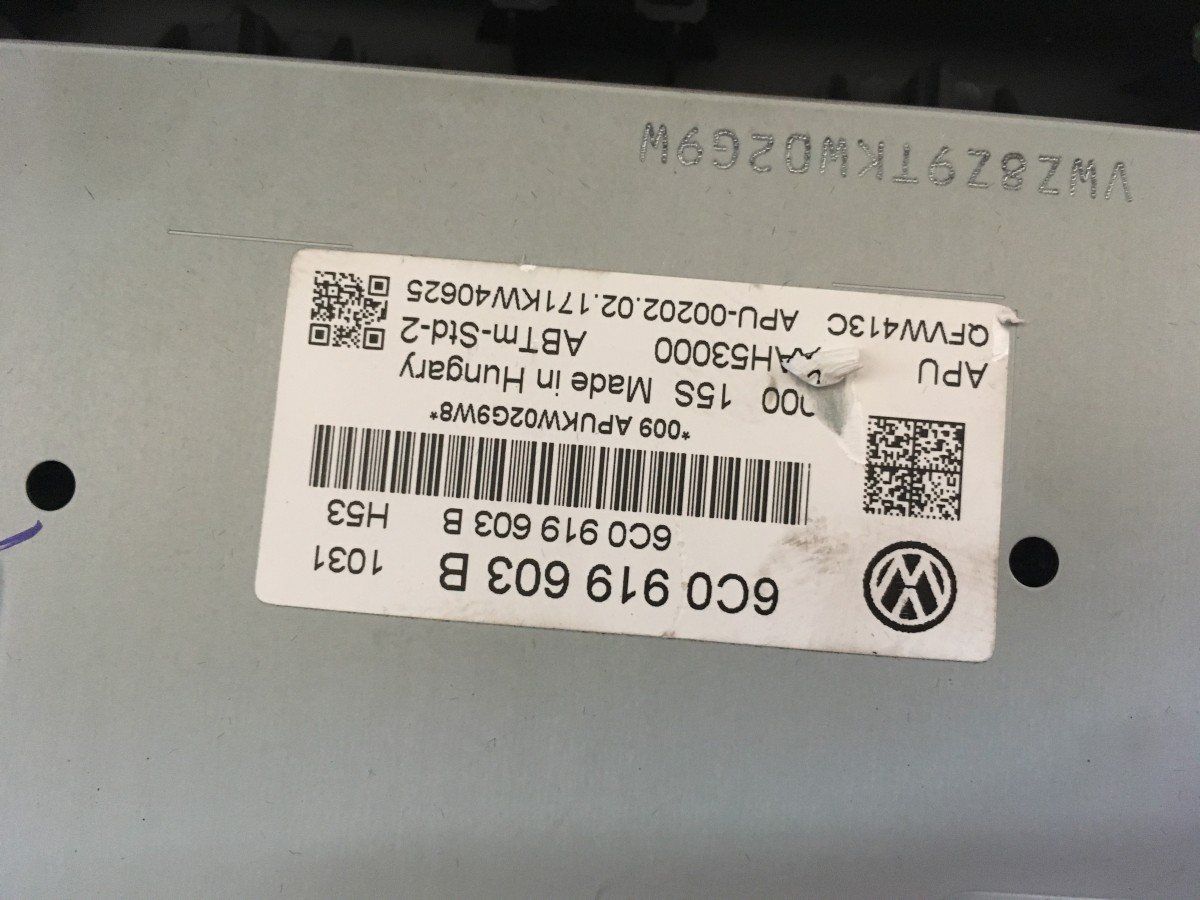 6C0 919 603 B 1031
6C0 919 603 B H53
*009 APUKW02G9W8*
15S Made in Hungary
APU ABTm-Std-2
QFVW413C APU-00202.02.171KW40625
VWZ8Z9TKW02G9W